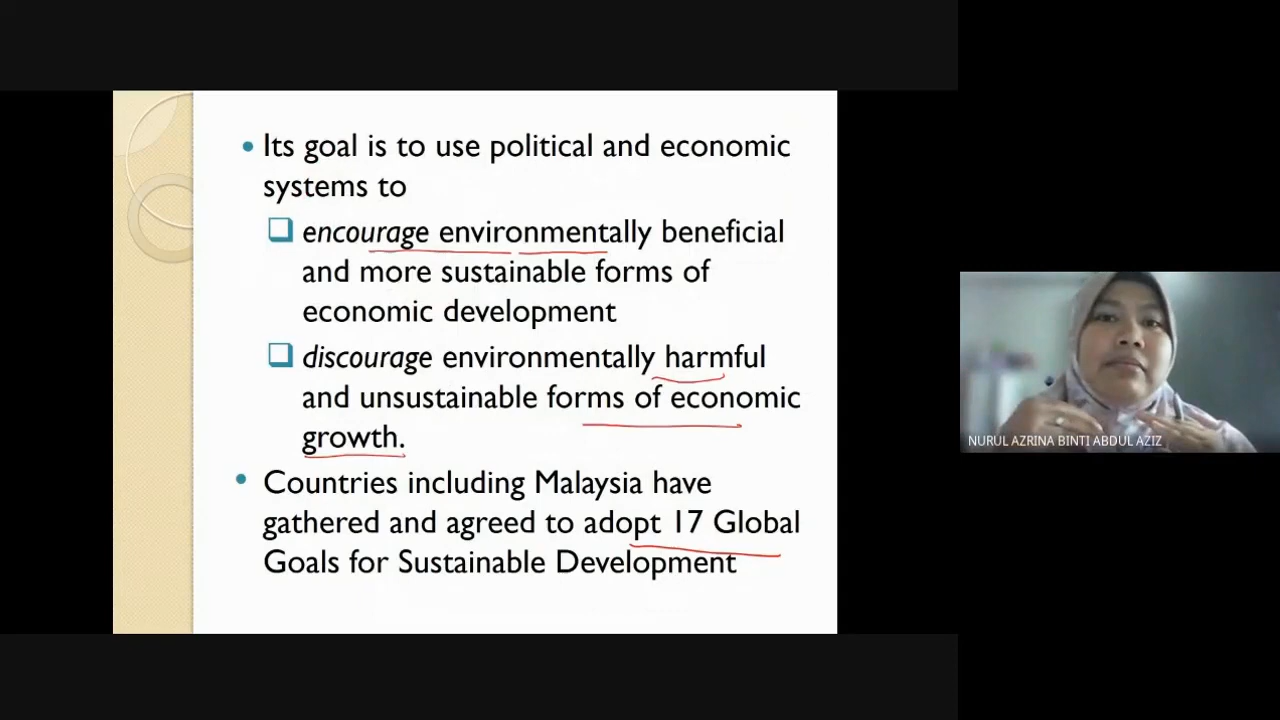 Its goal is to use political and economic
systems to
encourage environmentally beneficial
and more sustainable forms of
economic development
discourage environmentally harmful
and unsustainable forms of economic
growth.
Countries including Malaysia have
gathered and agreed to adopt 17 Global
Goals for Sustainable Development
NURUL AZRINA BINTI ABDUL AZIZ